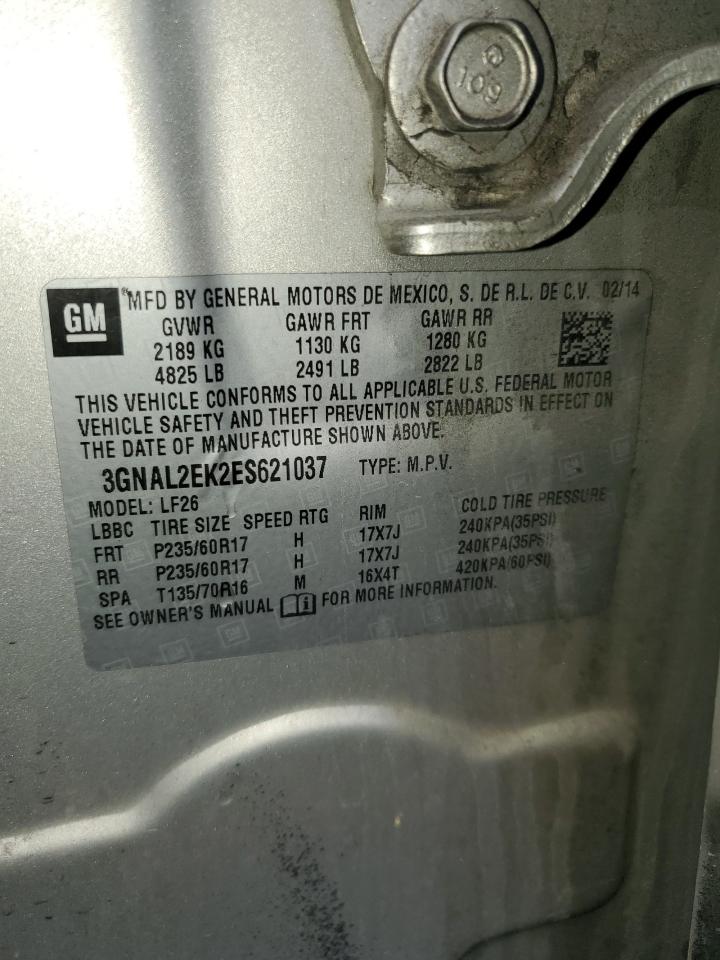 109
GM
MFD BY GENERAL MOTORS DE MEXICO, S. DE R.L. DE C.V. 02/14
GVWR GAWR FRT GAWR RR
2189 KG 1130 KG 1280 KG
4825 LB 2491 LB 2822 LB
THIS VEHICLE CONFORMS TO ALL APPLICABLE U.S. FEDERAL MOTOR
VEHICLE SAFETY AND THEFT PREVENTION STANDARDS IN EFFECT ON
THE DATE OF MANUFACTURE SHOWN ABOVE.
3GNAL2EK2ES621037 TYPE: M.P.V.
MODEL: LF26
LBBC TIRE SIZE SPEED RTG RIM COLD TIRE PRESSURE
FRT P235/60R17 H 17X7J 240KPA(35PSI)
RR P235/60R17 H 17X7J 240KPA(35PSI)
SPA T135/70R16 M 16X4T 420KPA(60PSI)
SEE OWNER'S MANUAL i FOR MORE INFORMATION.